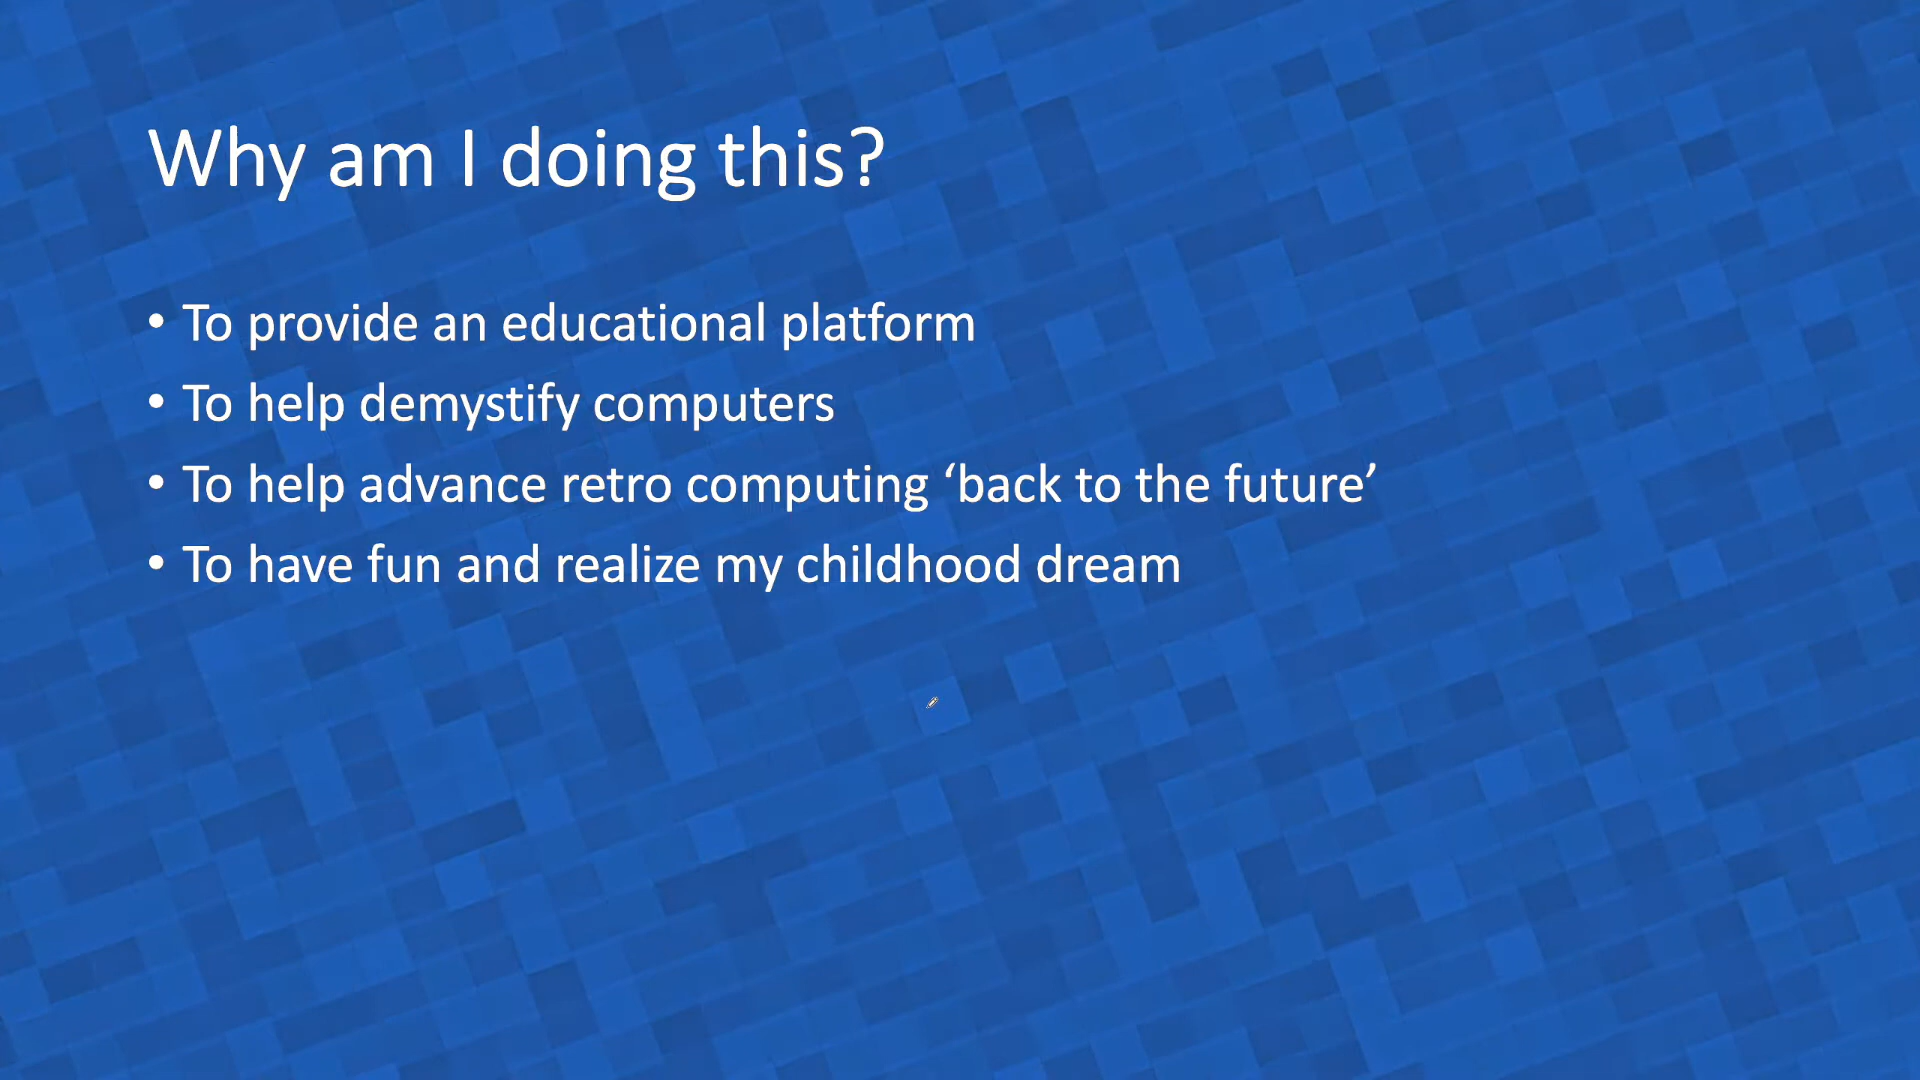 Why am I doing this?
• To provide an educational platform
• To help demystify computers
• To help advance retro computing ‘back to the future’
• To have fun and realize my childhood dream